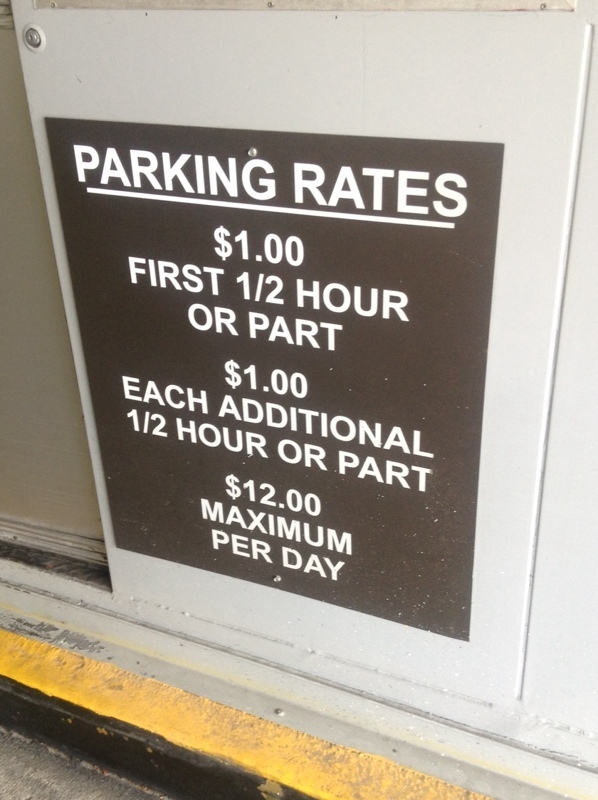 PARKING RATES
$1.00
FIRST 1/2 HOUR
OR PART
$1.00
EACH ADDITIONAL
1/2 HOUR OR PART
$12.00
MAXIMUM
PER DAY